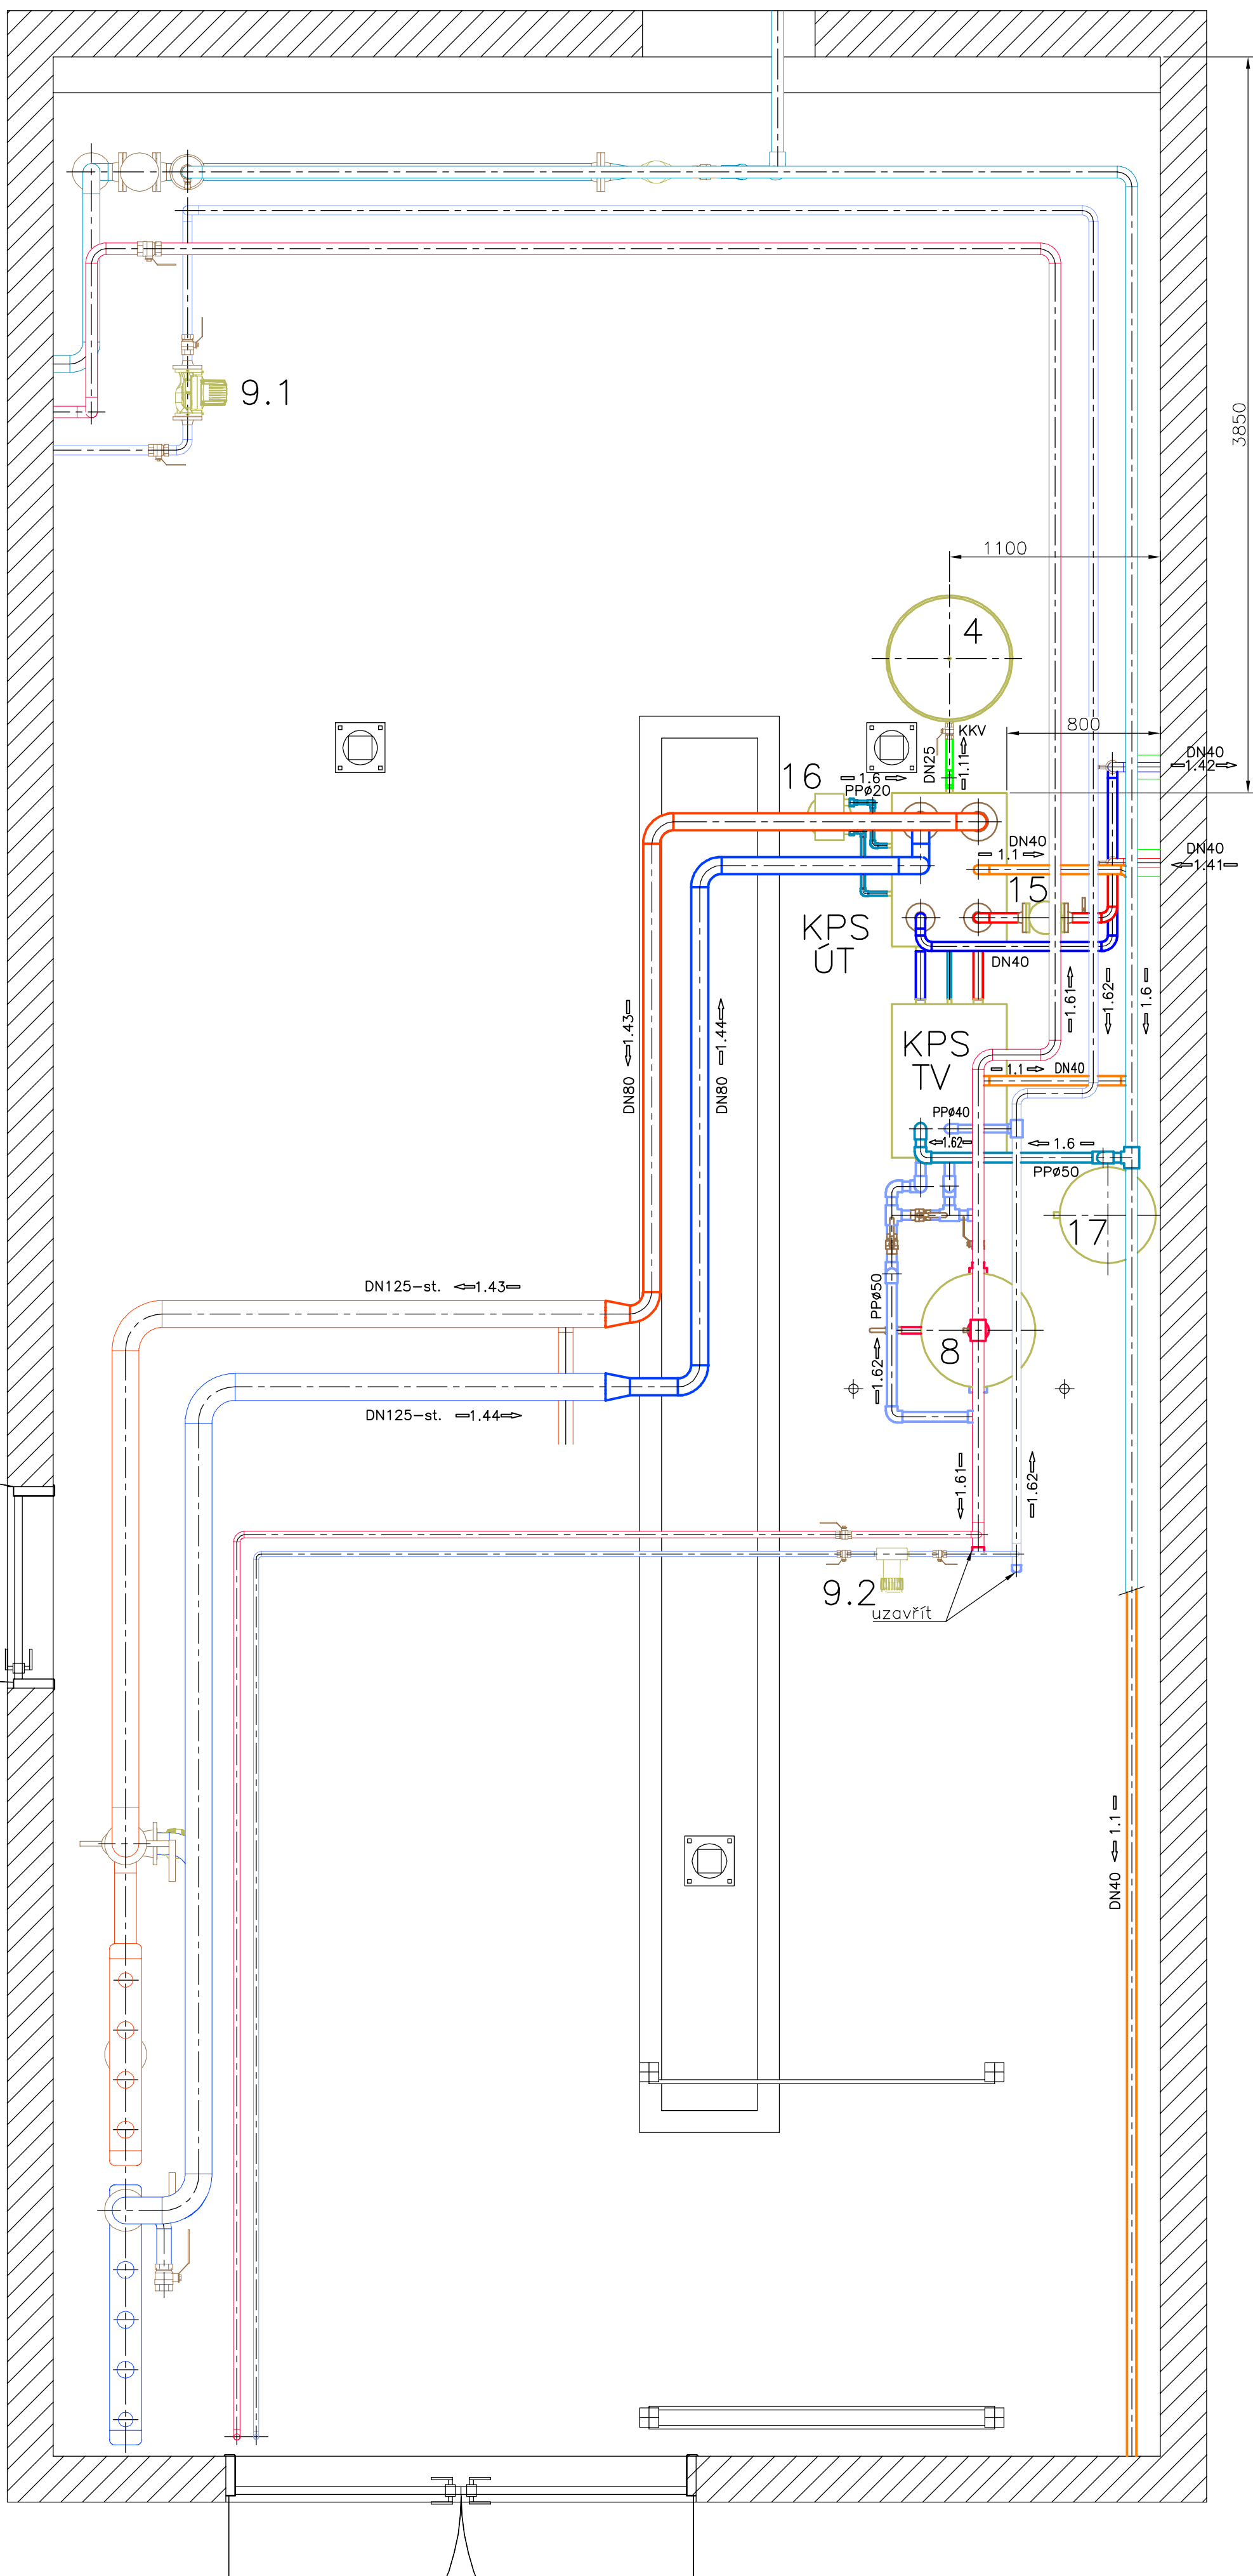 9.1
3850
1100
4
KKV
DN25
1.11
800
DN40
1.42
16
1.6
PPø20
DN40
1.1
DN40
1.41
15
KPS
ÚT
DN40
1.61
1.62
1.6
DN80 1.43
DN80 1.44
KPS
TV
1.1 DN40
PPø40
1.62
1.6
PPø50
17
DN125-st. 1.43
PPø50
1.62
8
DN125-st. 1.44
1.61
1.62
9.2
uzavřít
DN40 1.1